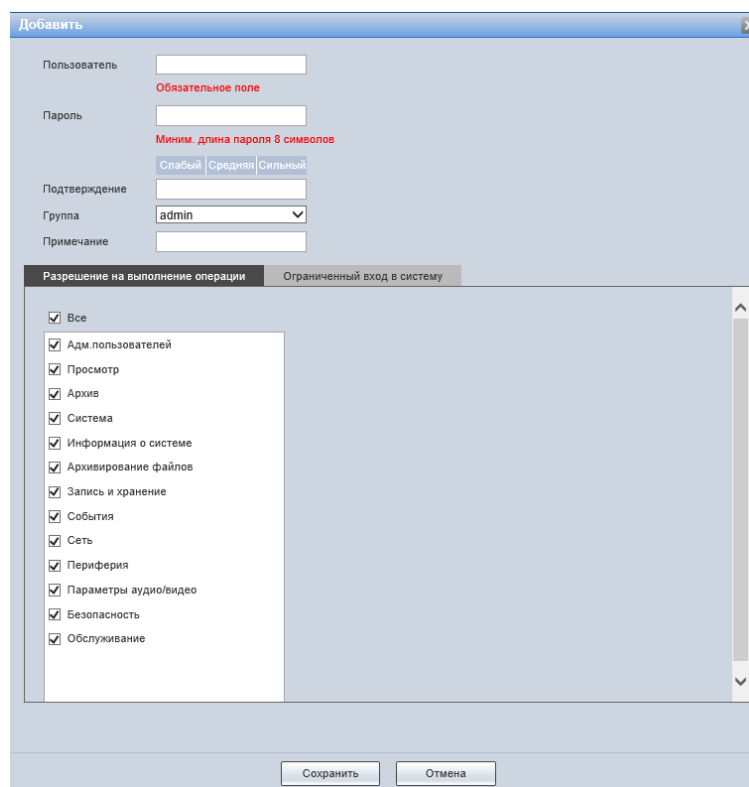 Добавить
Пользователь
Обязательное поле
Пароль
Миним. длина пароля 8 символов
Слабый Средняя Сильный
Подтверждение
Группа admin
Примечание
Разрешение на выполнение операции Ограниченный вход в систему
Все
Адм.пользователей
Просмотр
Архив
Система
Информация о системе
Архивирование файлов
Запись и хранение
События
Сеть
Периферия
Параметры аудио/видео
Безопасность
Обслуживание
Сохранить Отмена